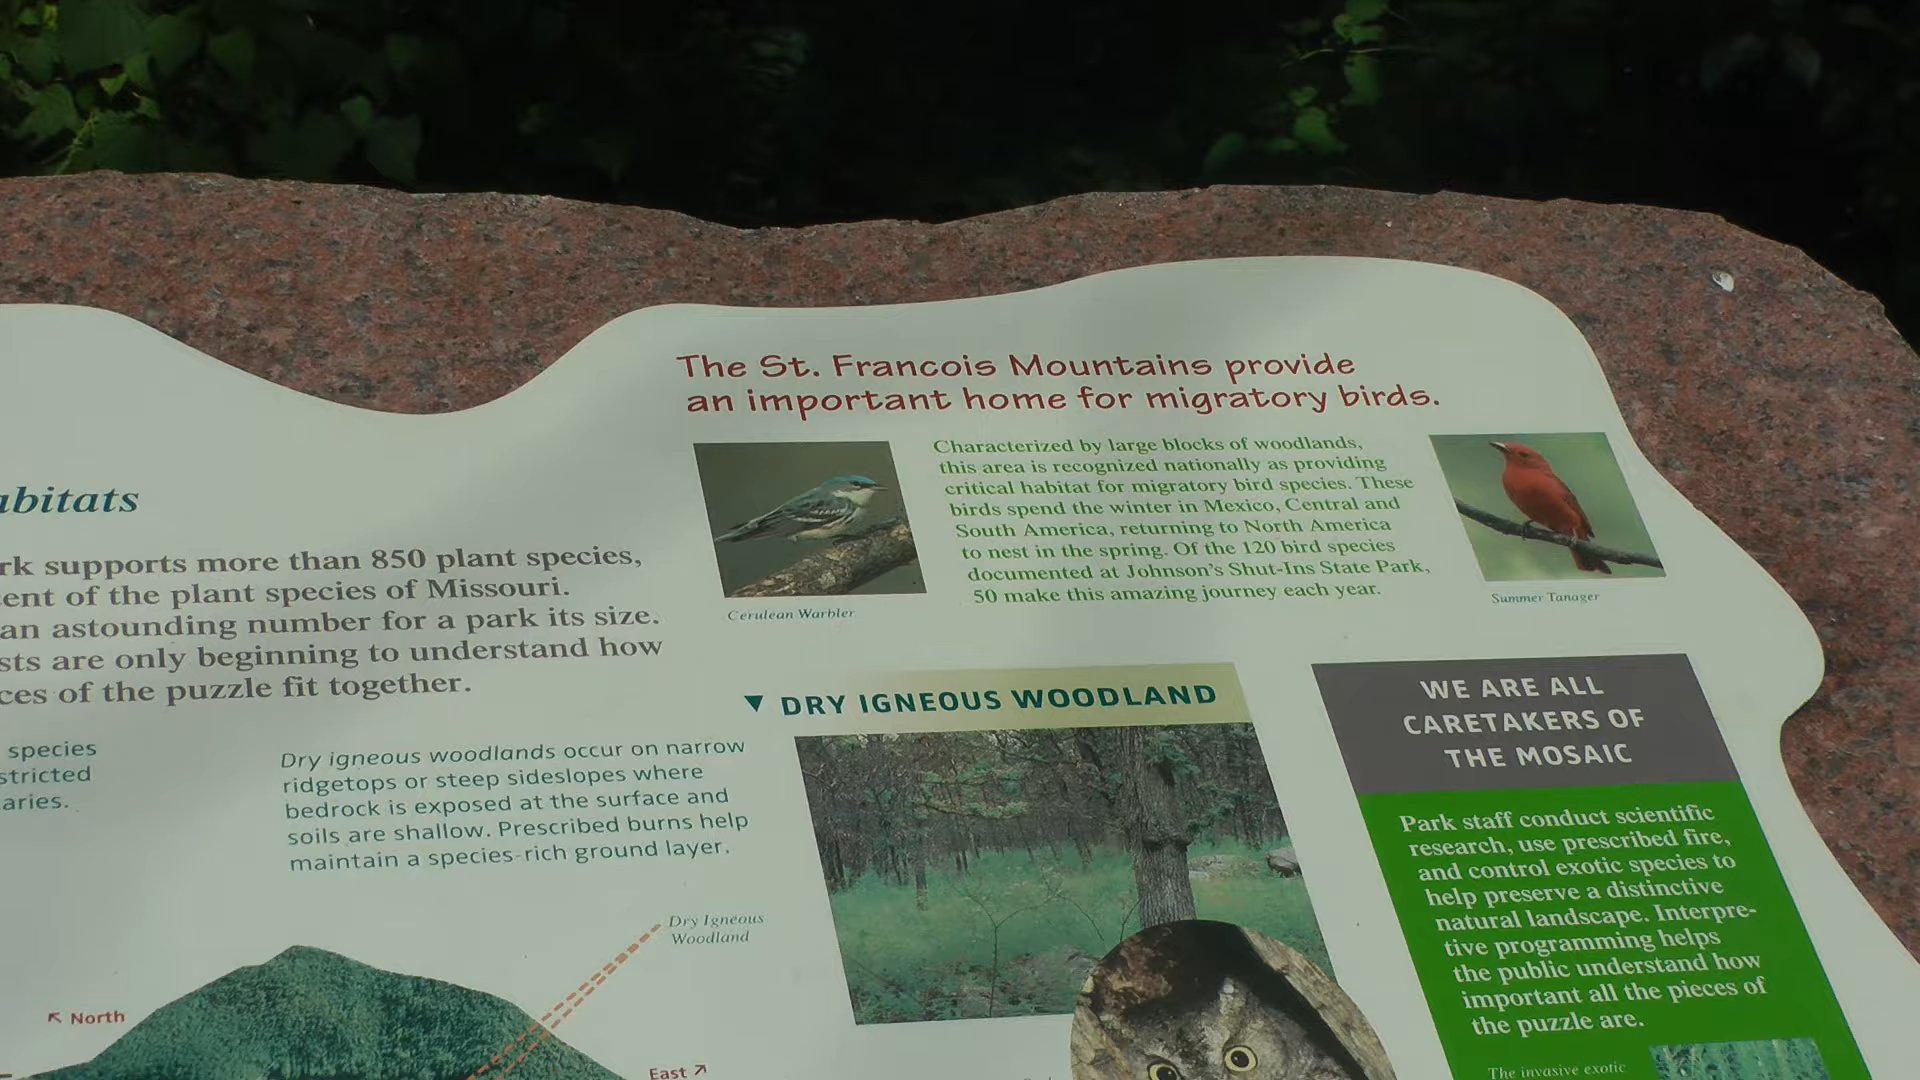 The St. Francois Mountains provide
an important home for migratory birds.
Characterized by large blocks of woodlands,
this area is recognized nationally as providing
critical habitat for migratory bird species. These
birds spend the winter in Mexico, Central and
South America, returning to North America
to nest in the spring. Of the 120 bird species
documented at Johnson's Shut-Ins State Park,
50 make this amazing journey each year.
Cerulean Warbler
Summer Tanager
abitats
rk supports more than 850 plant species,
ent of the plant species of Missouri.
an astounding number for a park its size.
sts are only beginning to understand how
ces of the puzzle fit together.
species
stricted
aries.
Dry igneous woodlands occur on narrow
ridgetops or steep sideslopes where
bedrock is exposed at the surface and
soils are shallow. Prescribed burns help
maintain a species-rich ground layer.
▼ DRY IGNEOUS WOODLAND
Dry Igneous
Woodland
North
East
WE ARE ALL
CARETAKERS OF
THE MOSAIC
Park staff conduct scientific
research, use prescribed fire,
and control exotic species to
help preserve a distinctive
natural landscape. Interpre-
tive programming helps
the public understand how
important all the pieces of
the puzzle are.
The invasive exotic